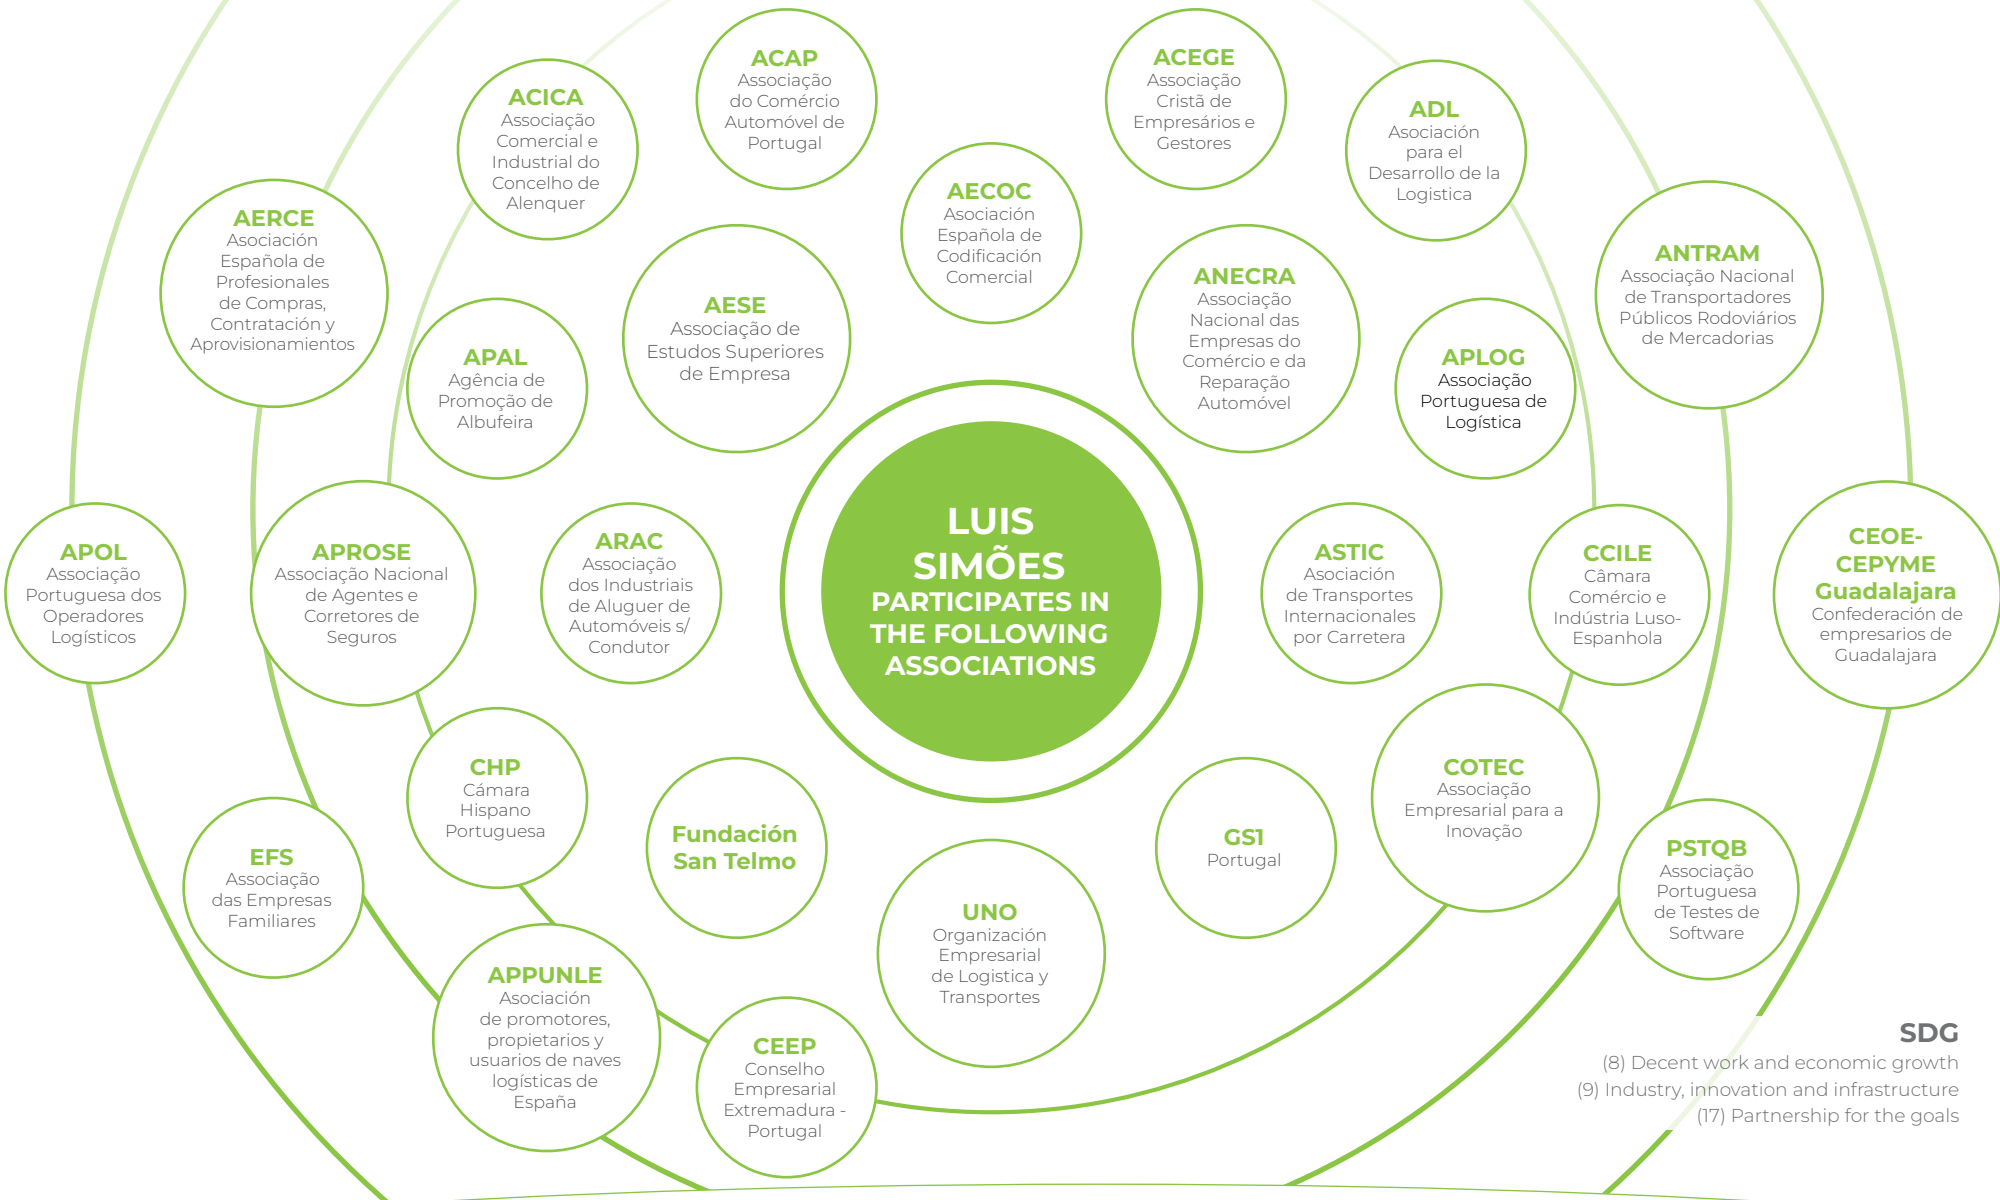 ACAP
Associação
do Comércio
Automóvel de
Portugal
ACEGE
Associação
Cristã de
Empresários e
Gestores
ACICA
Associação
Comercial e
Industrial do
Concelho de
Alenquer
ADL
Asociación
para el
Desarrollo de la
Logistica
AECOC
Asociación
Española de
Codificación
Comercial
AERCE
Asociación
Española de
Profesionales
de Compras,
Contratación y
Aprovisionamientos
AESE
Associação de
Estudos Superiores
de Empresa
ANECRA
Associação
Nacional das
Empresas do
Comércio e da
Reparação
Automóvel
ANTRAM
Associação Nacional
de Transportadores
Públicos Rodoviários
de Mercadorias
APAL
Agência de
Promoção de
Albufeira
APLOG
Associação
Portuguesa de
Logística
APOL
Associação
Portuguesa dos
Operadores
Logísticos
APROSE
Associação Nacional
de Agentes e
Corretores de
Seguros
ARAC
Associação
dos Industriais
de Aluguer de
Automóveis s/
Condutor
LUIS
SIMÕES
PARTICIPATES IN
THE FOLLOWING
ASSOCIATIONS
ASTIC
Asociación
de Transportes
Internacionales
por Carretera
CCILE
Câmara
Comércio e
Indústria Luso-
Espanhola
CEOE-
CEPYME
Guadalajara
Confederación de
empresarios de
Guadalajara
CHP
Cámara
Hispano
Portuguesa
Fundación
San Telmo
GS1
Portugal
COTEC
Associação
Empresarial para a
Inovação
EFS
Associação
das Empresas
Familiares
UNO
Organización
Empresarial
de Logistica y
Transportes
PSTQB
Associação
Portuguesa
de Testes de
Software
APPUNLE
Asociación
de promotores,
propietarios y
usuarios de naves
logísticas de
España
CEEP
Conselho
Empresarial
Extremadura -
Portugal
SDG
(8) Decent work and economic growth
(9) Industry, innovation and infrastructure
(17) Partnership for the goals